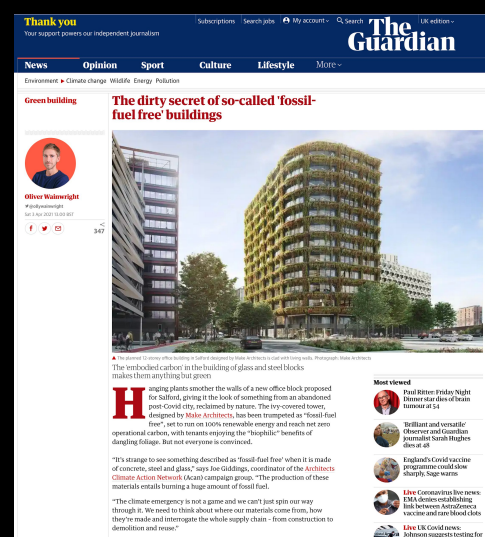 Thank you
Your support powers our independent journalism
Subscriptions Search jobs My account Search UK edition
The
Guardian
News Opinion Sport Culture Lifestyle More
Environment Climate change Wildlife Energy Pollution
Green building
The dirty secret of so-called 'fossil-
fuel free' buildings
Oliver Wainwright
@ollywainwright
Sat 3 Apr 2021 13.00 BST
347
The planned 12-storey office building in Salford designed by Make Architects is clad with living walls. Photograph: Make Architects
The 'embodied carbon' in the building of glass and steel blocks
makes them anything but green
Hanging plants smother the walls of a new office block proposed
for Salford, giving it the look of something from an abandoned
post-Covid city, reclaimed by nature. The ivy-covered tower,
designed by Make Architects, has been trumpeted as "fossil-fuel
free", set to run on 100% renewable energy and reach net zero
operational carbon, with tenants enjoying the "biophilic" benefits of
dangling foliage. But not everyone is convinced.
"It's strange to see something described as 'fossil-fuel free' when it is made
of concrete, steel and glass," says Joe Giddings, coordinator of the Architects
Climate Action Network (Acan) campaign group. "The production of these
materials entails burning a huge amount of fossil fuel.
"The climate emergency is not a game and we can't just spin our way
through it. We need to think about where our materials come from, how
they're made and interrogate the whole supply chain – from construction to
demolition and reuse."
Most viewed
Paul Ritter: Friday Night
Dinner star dies of brain
tumour at 54
'Brilliant and versatile'
Observer and Guardian
journalist Sarah Hughes
dies at 48
England's Covid vaccine
programme could slow
sharply, Sage warns
Live Coronavirus live news:
EMA denies establishing
link between AstraZeneca
vaccine and rare blood clots
Live UK Covid news:
Johnson suggests testing for